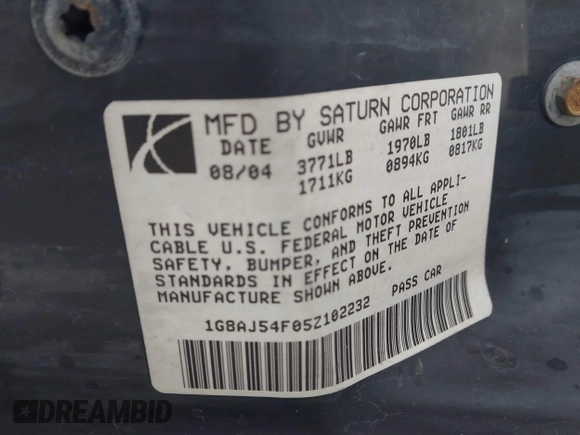 MFD BY SATURN CORPORATION
DATE GVWR GAWR FRT GAWR RR
08/04 3771LB 1970LB 1801LB
1711KG 0894KG 0817KG
THIS VEHICLE CONFORMS TO ALL APPLI-
CABLE U.S. FEDERAL MOTOR VEHICLE
SAFETY, BUMPER, AND THEFT PREVENTION
STANDARDS IN EFFECT ON THE DATE OF
MANUFACTURE SHOWN ABOVE.
1G8AJ54F05Z102232 PASS CAR
DREAMBID